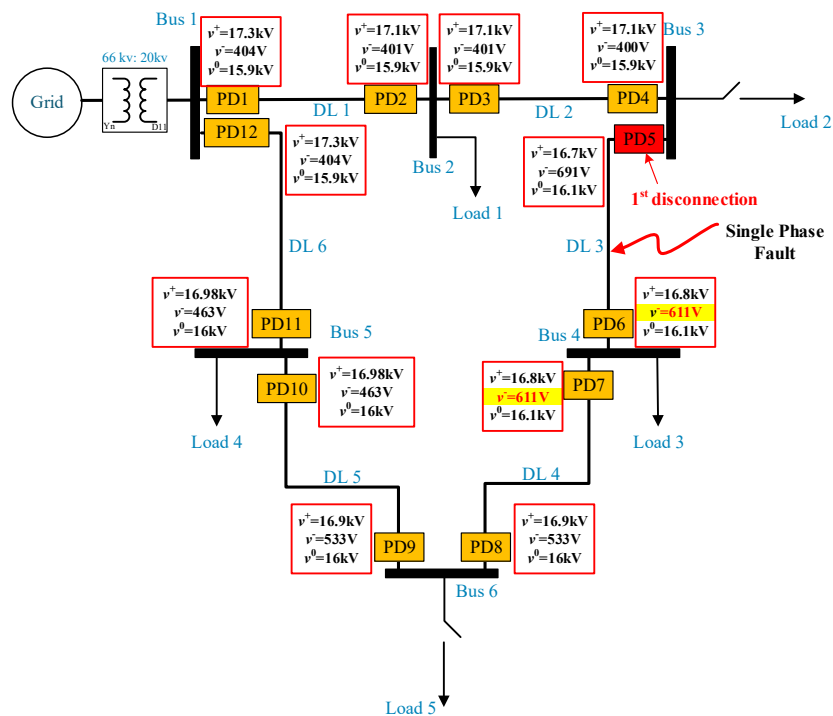 Bus 1
v⁺=17.3kV
v⁻=404V
v⁰=15.9kV
v⁺=17.1kV
v⁻=401V
v⁰=15.9kV
v⁺=17.1kV
v⁻=401V
v⁰=15.9kV
v⁺=17.1kV
v⁻=400V
v⁰=15.9kV
Bus 3
66 kv: 20kv
Yn
D11
Grid
PD1
DL 1
PD2
PD3
DL 2
PD4
Load 2
PD12
v⁺=17.3kV
v⁻=404V
v⁰=15.9kV
Bus 2
Load 1
v⁺=16.7kV
v⁻=691V
v⁰=16.1kV
PD5
1st disconnection
Single Phase
Fault
DL 6
DL 3
v⁺=16.98kV
v⁻=463V
v⁰=16kV
PD11
Bus 5
PD6
Bus 4
v⁺=16.8kV
v⁻=611V
v⁰=16.1kV
PD10
v⁺=16.98kV
v⁻=463V
v⁰=16kV
v⁺=16.8kV
v⁻=611V
v⁰=16.1kV
PD7
Load 4
Load 3
DL 5
DL 4
v⁺=16.9kV
v⁻=533V
v⁰=16kV
PD9
PD8
v⁺=16.9kV
v⁻=533V
v⁰=16kV
Bus 6
Load 5